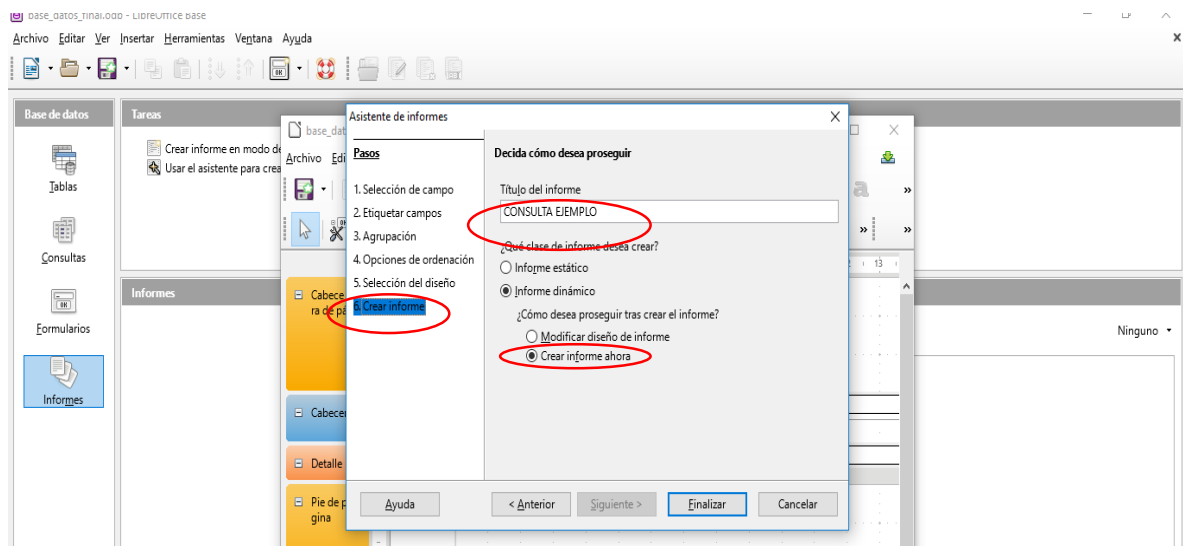 base_datos_final.odb - LibreOffice Base
Archivo Editar Ver Insertar Herramientas Ventana Ayuda
Base de datos
Tablas
Consultas
Formularios
Informes
Tareas
Crear informe en modo de
Usar el asistente para crea
Informes
Ninguno
base_dat
Archivo Edi
Cabece
ra de pá
Cabecer
Detalle
Pie de p
gina
13
Asistente de informes
Pasos
1. Selección de campo
2. Etiquetar campos
3. Agrupación
4. Opciones de ordenación
5. Selección del diseño
6. Crear informe
Decida cómo desea proseguir
Título del informe
CONSULTA EJEMPLO
¿Qué clase de informe desea crear?
Informe estático
Informe dinámico
¿Cómo desea proseguir tras crear el informe?
Modificar diseño de informe
Crear informe ahora
Ayuda
< Anterior
Siguiente >
Finalizar
Cancelar